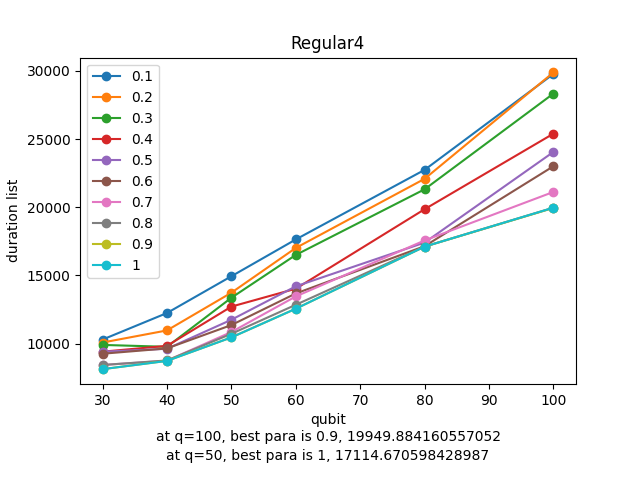 Regular4
30000
25000
20000
15000
10000
duration list
0.1
0.2
0.3
0.4
0.5
0.6
0.7
0.8
0.9
1
30 40 50 60 70 80 90 100
qubit
at q=100, best para is 0.9, 19949.884160557052
at q=50, best para is 1, 17114.670598428987